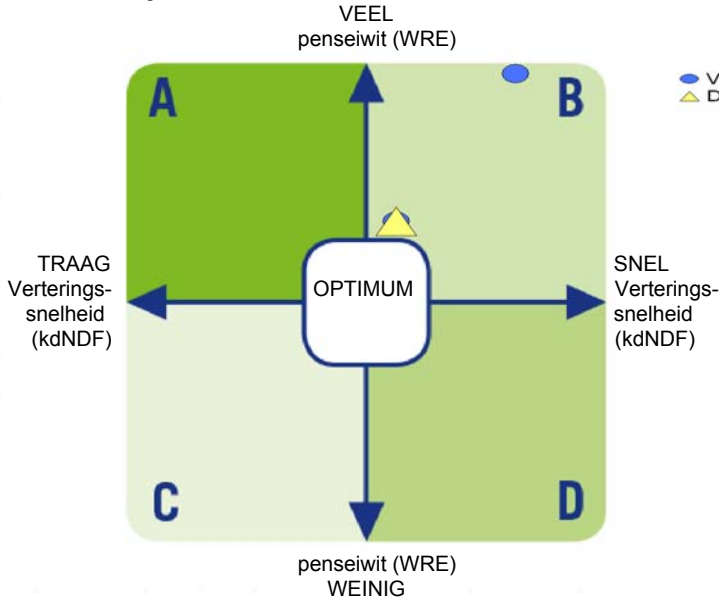 VEEL
penseiwit (WRE)
A
B
V
D
TRAAG
Verterings-
snelheid
(kdNDF)
OPTIMUM
SNEL
Verterings-
snelheid
(kdNDF)
C
D
penseiwit (WRE)
WEINIG